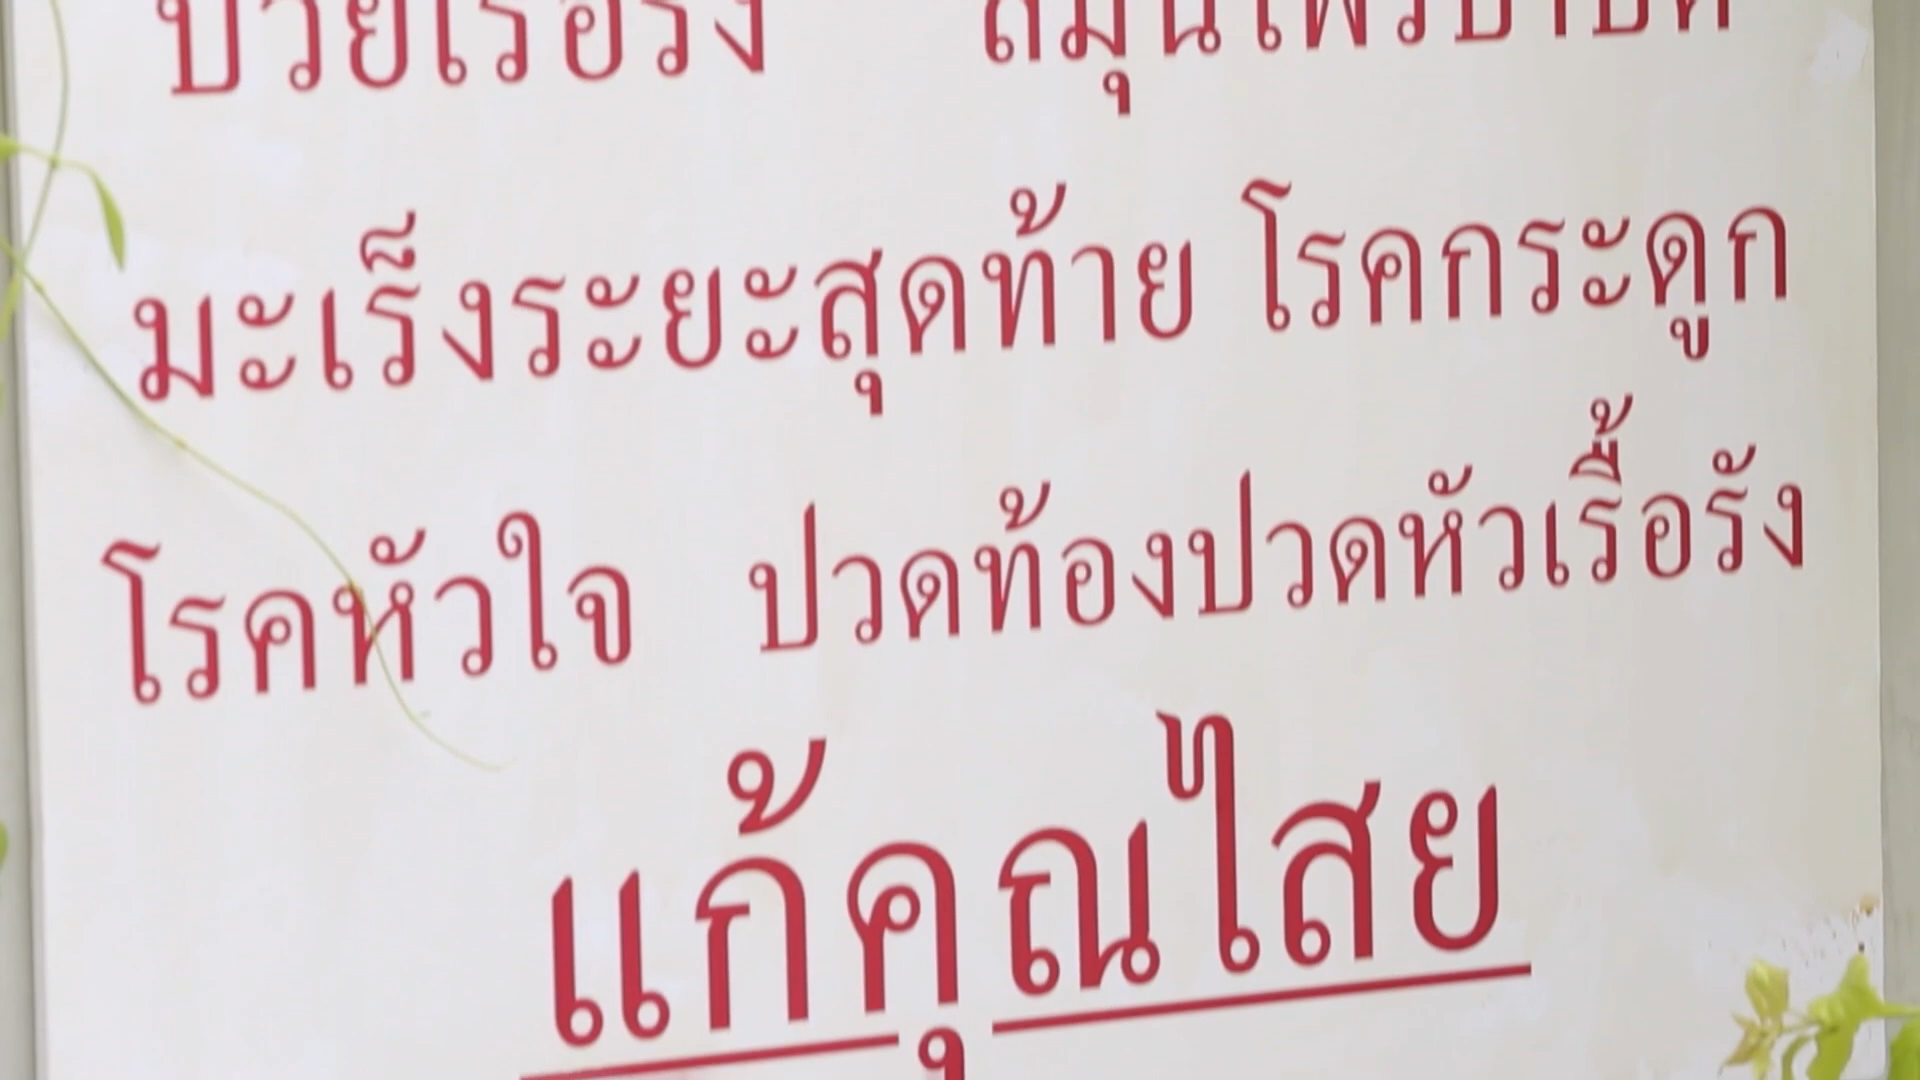 ป่วยเรื้อรัง สมุนไพรบำบัด
มะเร็งระยะสุดท้าย โรคกระดูก
โรคหัวใจ ปวดท้องปวดหัวเรื้อรัง
แก้คุณไสย